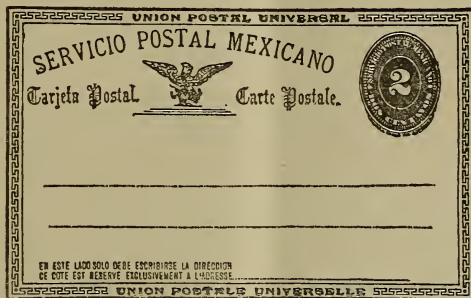 UNION POSTAL UNIVERSAL
SERVICIO POSTAL MEXICANO
Tarjeta Postal. Carte Postale.
2
EN ESTE LADO SOLO DEBE ESCRIBIRSE LA DIRECCION
CE COTE EST RESERVE EXCLUSIVEMENT A L'ADRESSE
UNION POSTALE UNIVERSELLE